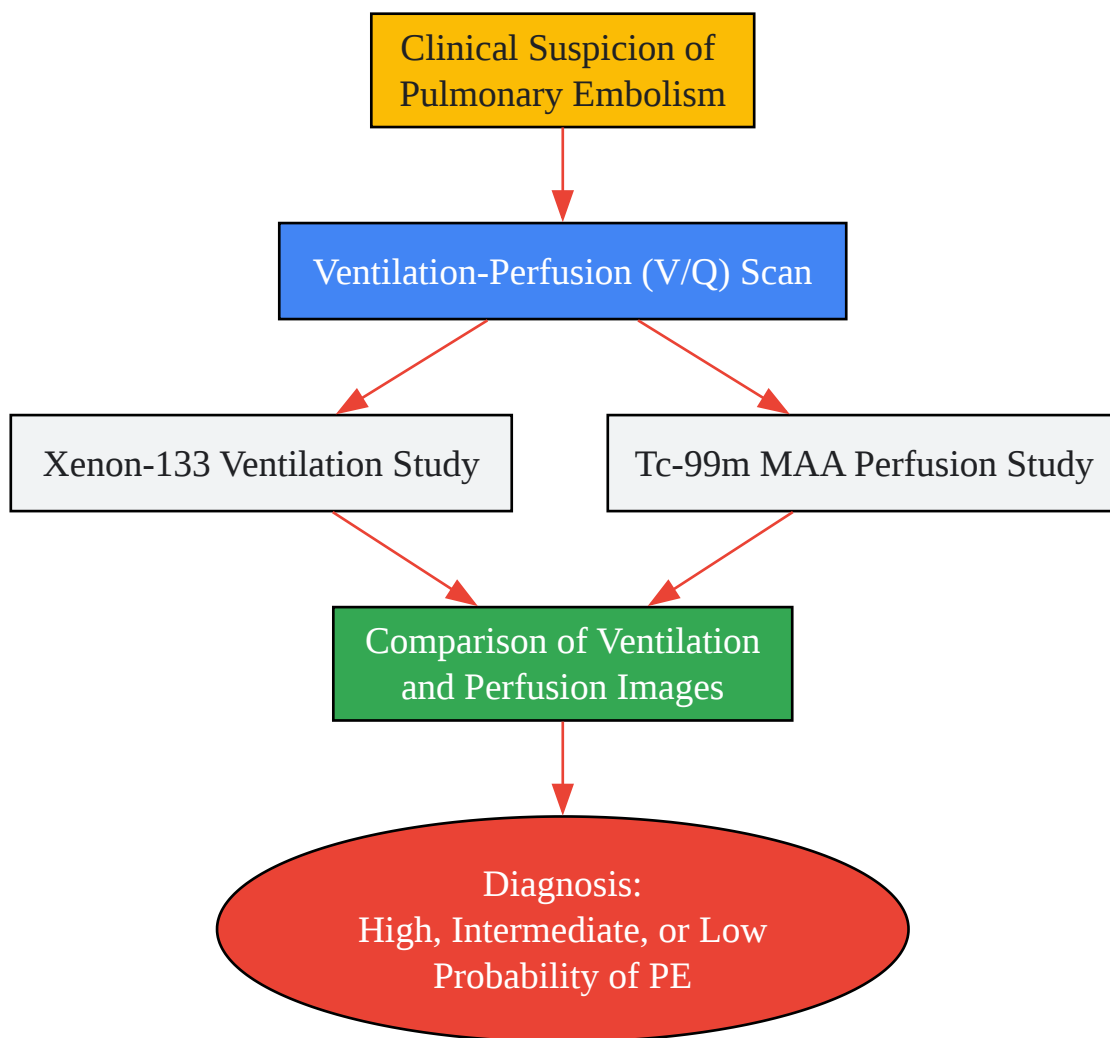 Clinical Suspicion of
Pulmonary Embolism
Ventilation-Perfusion (V/Q) Scan
Xenon-133 Ventilation Study
Tc-99m MAA Perfusion Study
Comparison of Ventilation
and Perfusion Images
Diagnosis:
High, Intermediate, or Low
Probability of PE